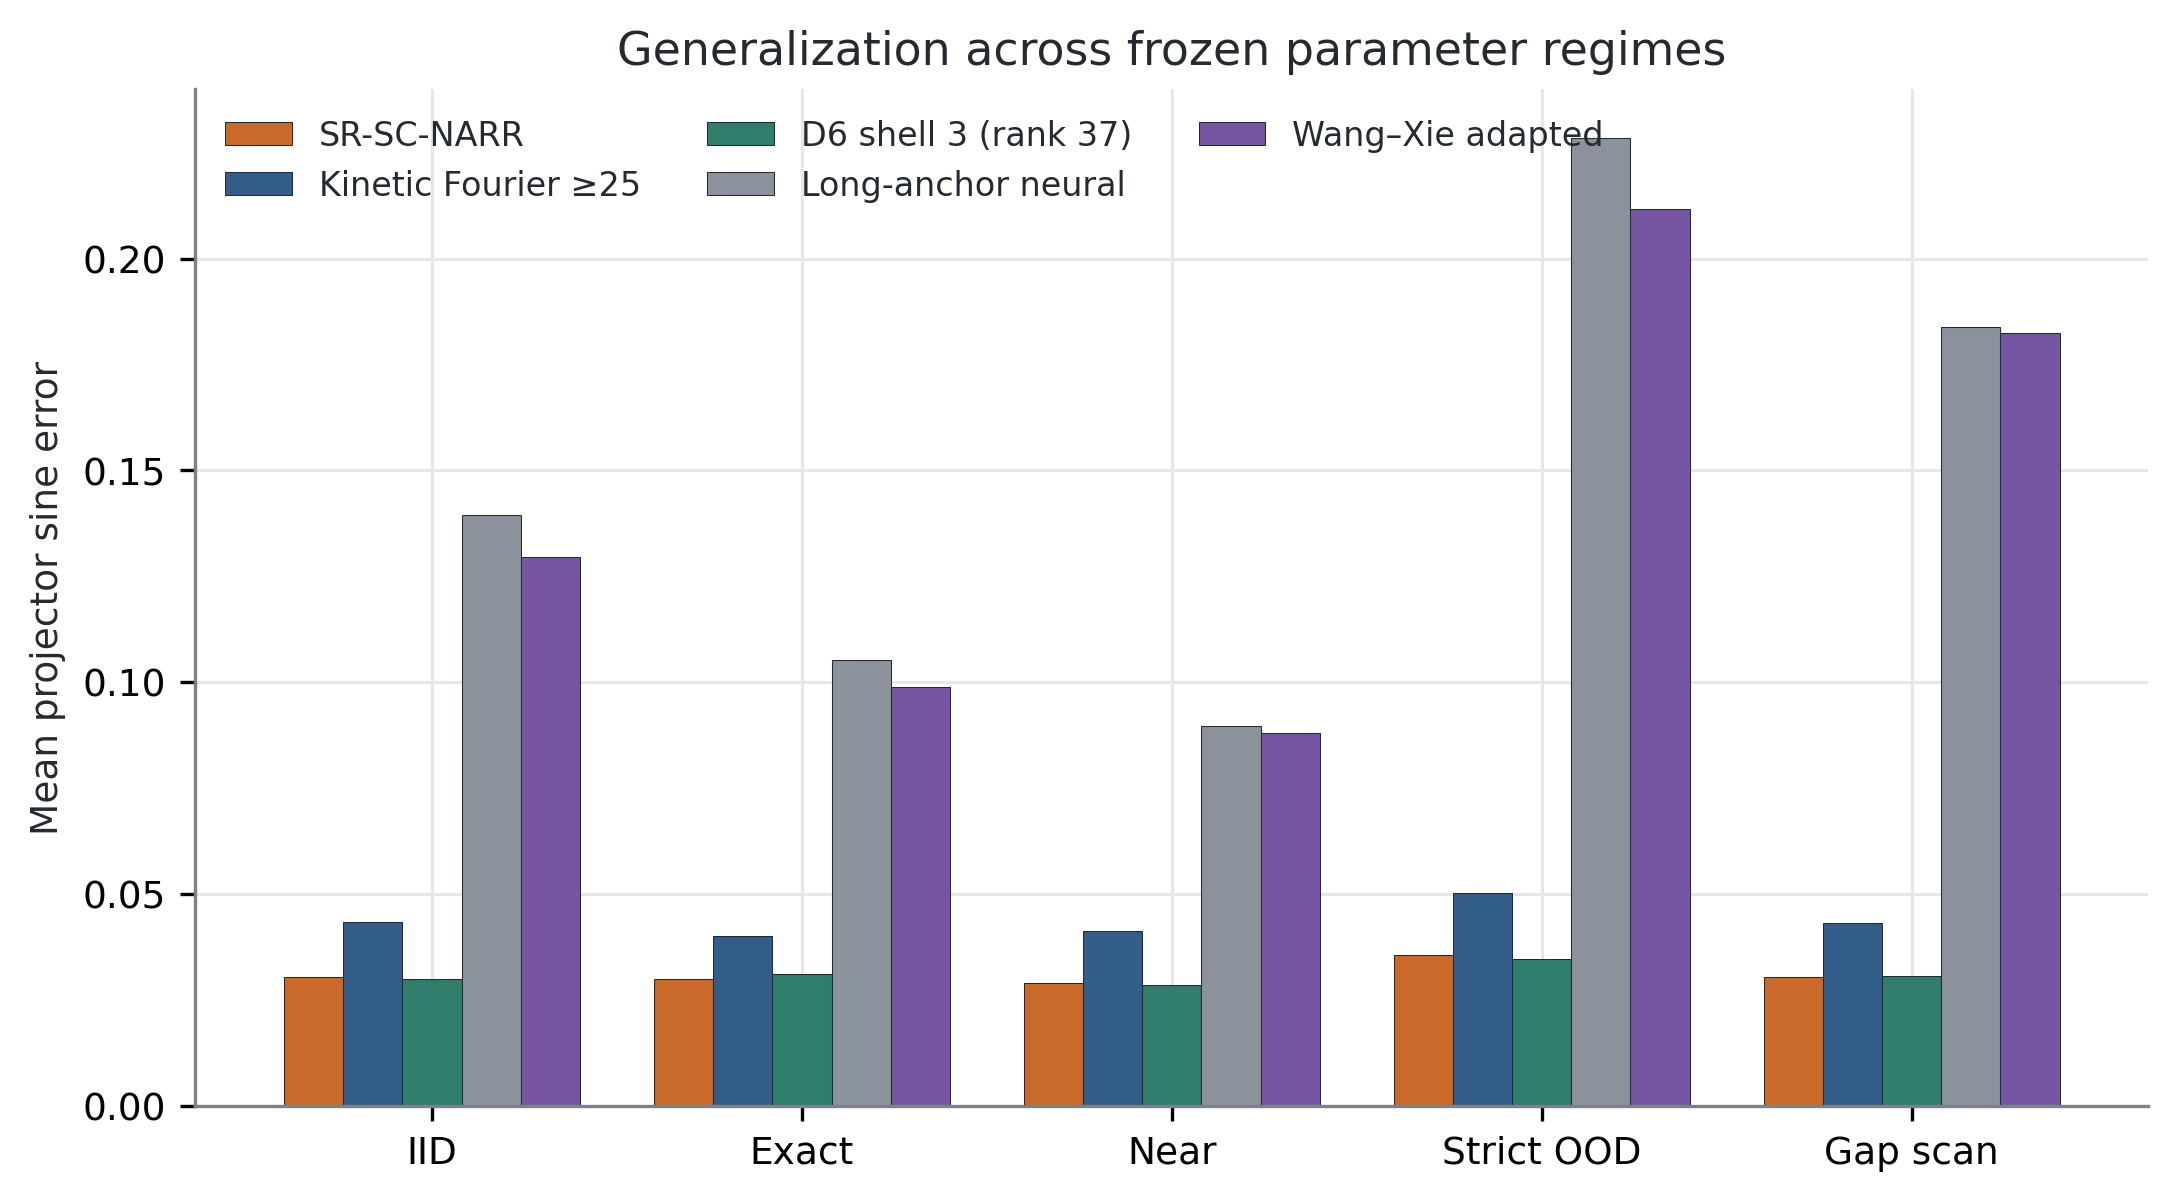 Generalization across frozen parameter regimes
SR-SC-NARR
Kinetic Fourier ≥25
D6 shell 3 (rank 37)
Long-anchor neural
Wang–Xie adapted
Mean projector sine error
0.20
0.15
0.10
0.05
0.00
IID
Exact
Near
Strict OOD
Gap scan